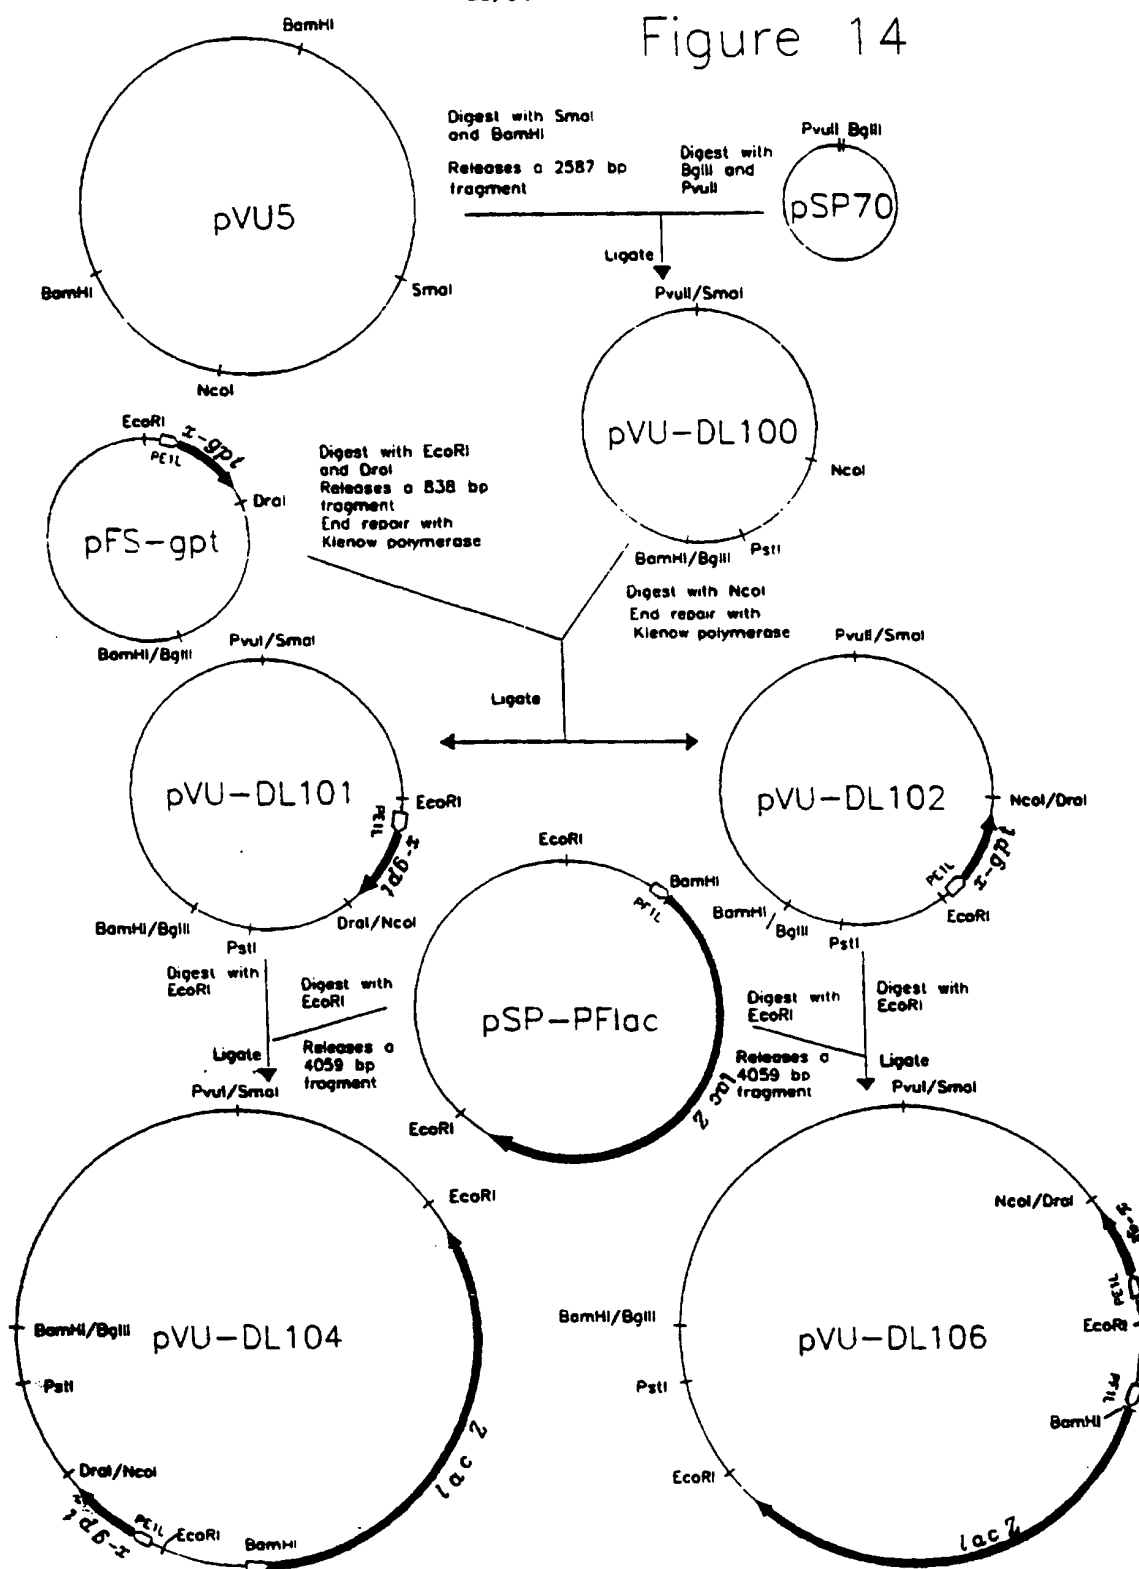 Figure 14
BamHI
pVU5
BamHI
SmaI
NcoI
Digest with SmaI
and BamHI
Releases a 2587 bp
fragment
Digest with
BglII and
PvuII
PvuII BglII
pSP70
Ligate
PvuII/SmaI
pVU-DL100
NcoI
PstI
BamHI/BglII
EcoRI
PE1L
x-gpt
DraI
pFS-gpt
BamHI/BglII
Digest with EcoRI
and DraI
Releases a 838 bp
fragment
End repair with
Klenow polymerase
Digest with NcoI
End repair with
Klenow polymerase
Ligate
PvuI/SmaI
pVU-DL101
EcoRI
PE1L
x-gpt
DraI/NcoI
PstI
BamHI/BglII
PvuII/SmaI
pVU-DL102
NcoI/DraI
x-gpt
PE1L
EcoRI
PstI
BamHI
/BglII
EcoRI
BamHI
PF1L
pSP-PFlac
lac Z
EcoRI
Digest with
EcoRI
Digest with
EcoRI
Ligate
Releases a
4059 bp
fragment
Digest with
EcoRI
Digest with
EcoRI
Releases a
4059 bp
fragment
Ligate
PvuI/SmaI
EcoRI
pVU-DL104
BamHI/BglII
PstI
DraI/NcoI
x-gpt
PE1L
EcoRI
BamHI
lac Z
PvuI/SmaI
NcoI/DraI
PE1L
EcoRI
PF1L
BamHI
pVU-DL106
BamHI/BglII
PstI
EcoRI
lac Z